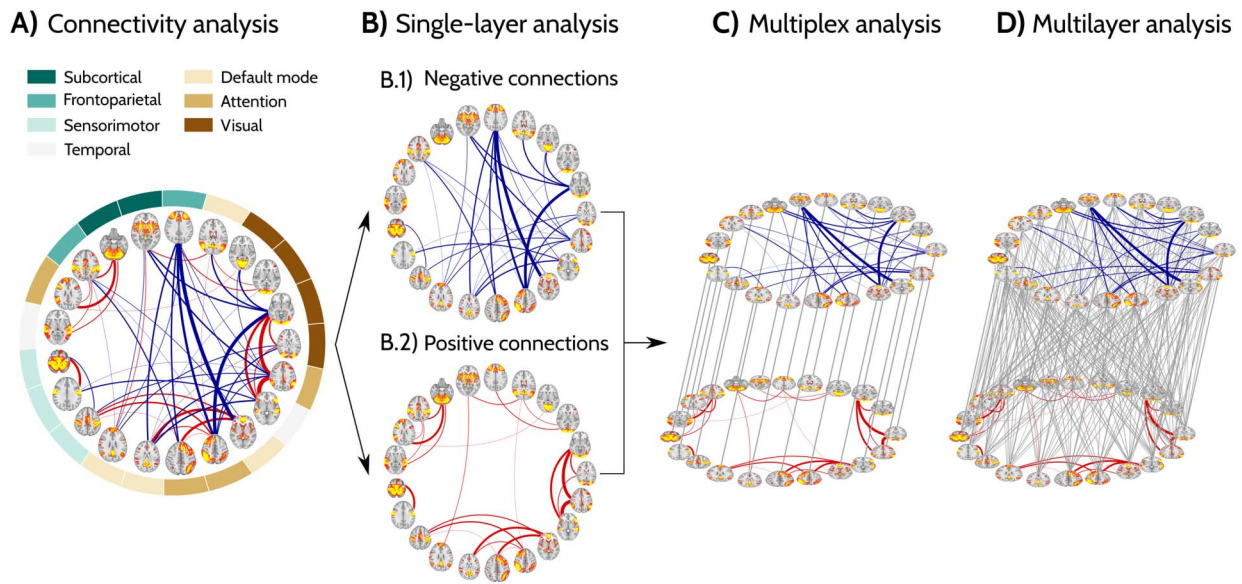 A) Connectivity analysis
B) Single-layer analysis
C) Multiplex analysis
D) Multilayer analysis
Subcortical
Default mode
Frontoparietal
Attention
Sensorimotor
Visual
Temporal
B.1) Negative connections
B.2) Positive connections